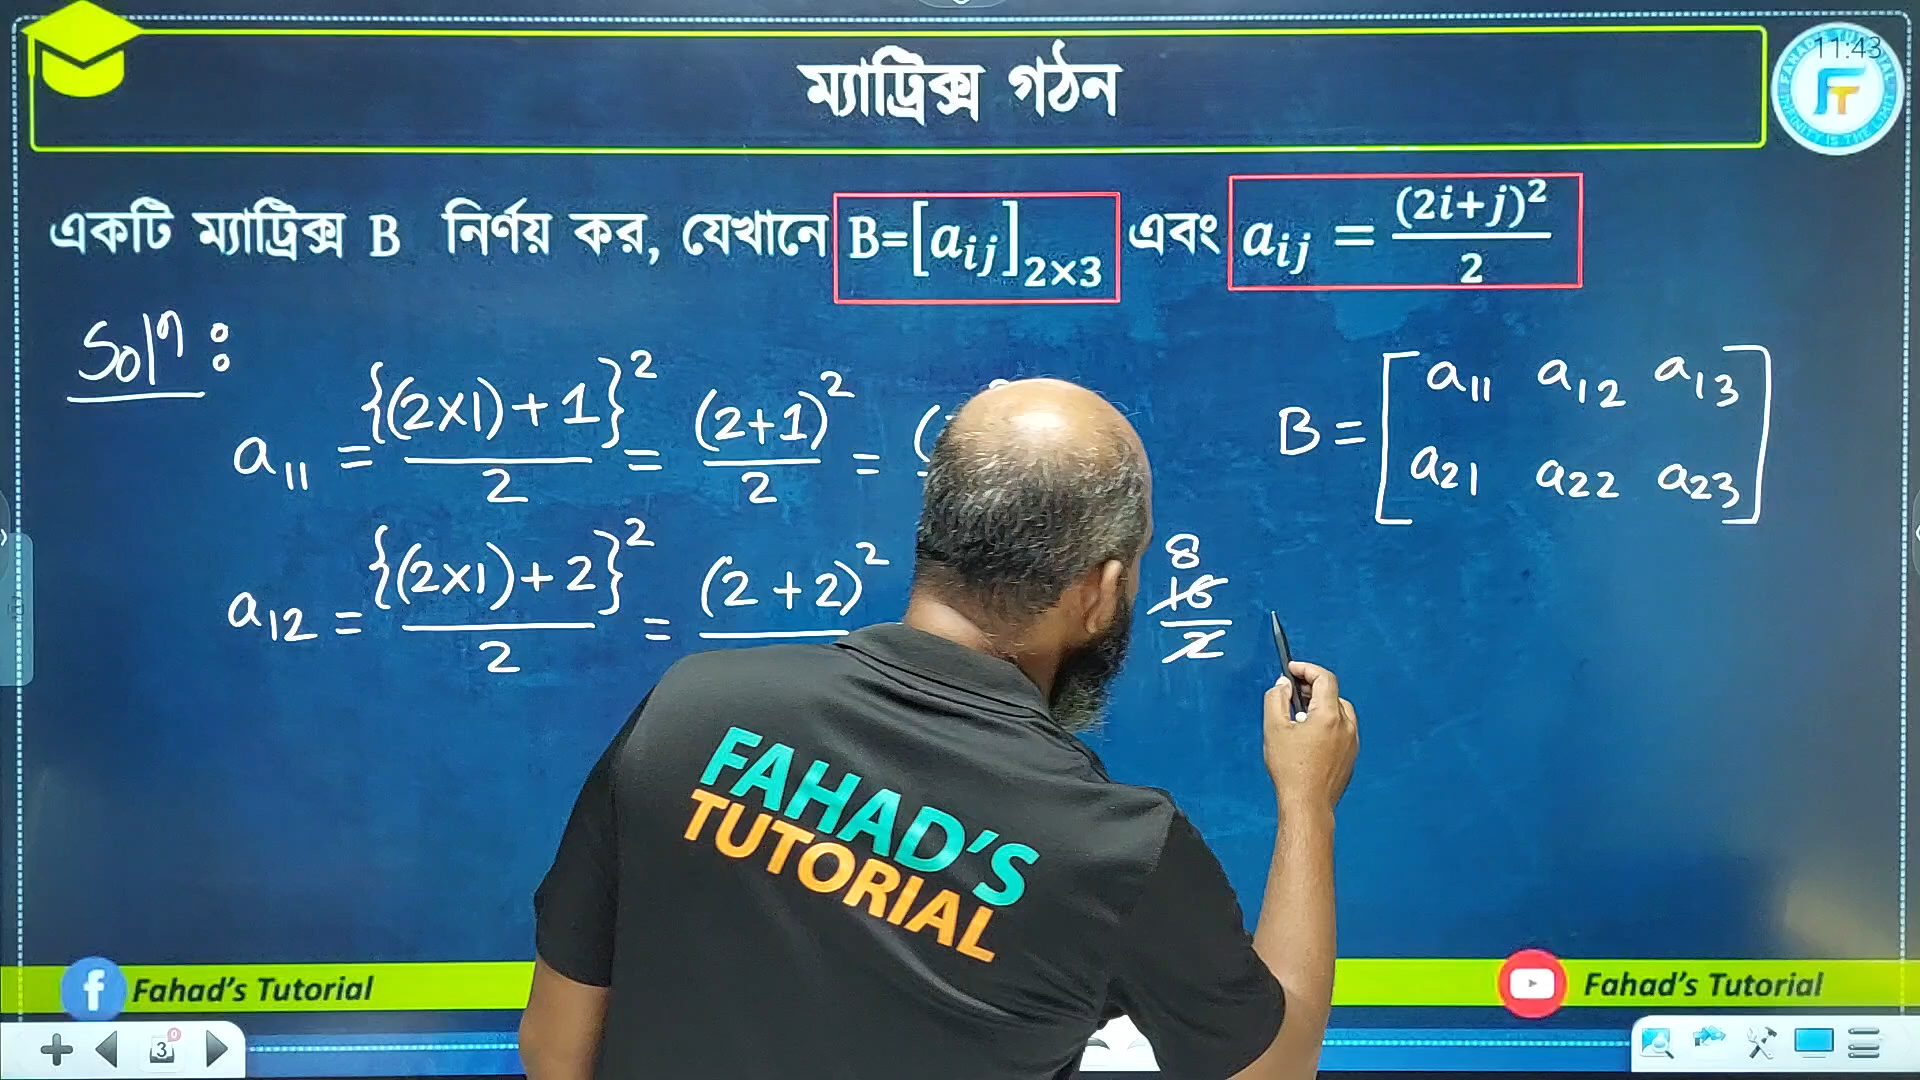 11:43
ম্যাট্রিক্স গঠন
একটি ম্যাট্রিক্স B নির্ণয় কর, যেখানে B=[aij]2×3 এবং aij = (2i+j)²/2
Solⁿ :
a11 = {(2×1)+1}²/2 = (2+1)²/2 = (
B = [a11 a12 a13
a21 a22 a23]
a12 = {(2×1)+2}²/2 = (2+2)²
8
16/2
FAHAD'S
TUTORIAL
Fahad's Tutorial
Fahad's Tutorial
3